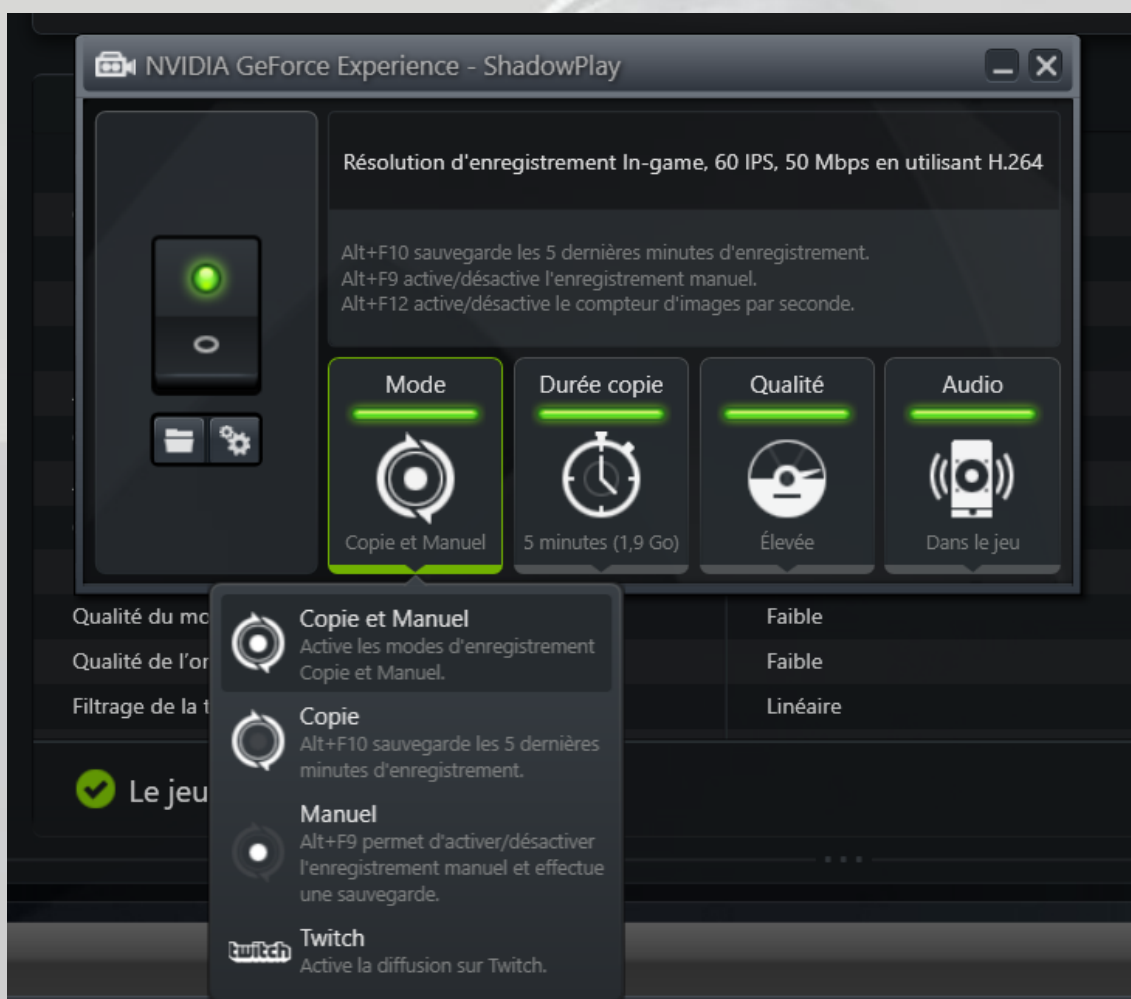 NVIDIA GeForce Experience - ShadowPlay
Résolution d'enregistrement In-game, 60 IPS, 50 Mbps en utilisant H.264
Alt+F10 sauvegarde les 5 dernières minutes d'enregistrement.
Alt+F9 active/désactive l'enregistrement manuel.
Alt+F12 active/désactive le compteur d'images par seconde.
Mode
Durée copie
Qualité
Audio
Copie et Manuel
5 minutes (1,9 Go)
Élevée
Dans le jeu
Qualité du
Faible
Qualité de
Faible
Filtrage de la
Linéaire
Le jeu
Copie et Manuel
Active les modes d'enregistrement
Copie et Manuel.
Copie
Alt+F10 sauvegarde les 5 dernières
minutes d'enregistrement.
Manuel
Alt+F9 permet d'activer/désactiver
l'enregistrement manuel et effectue
une sauvegarde.
twitch
Twitch
Active la diffusion sur Twitch.